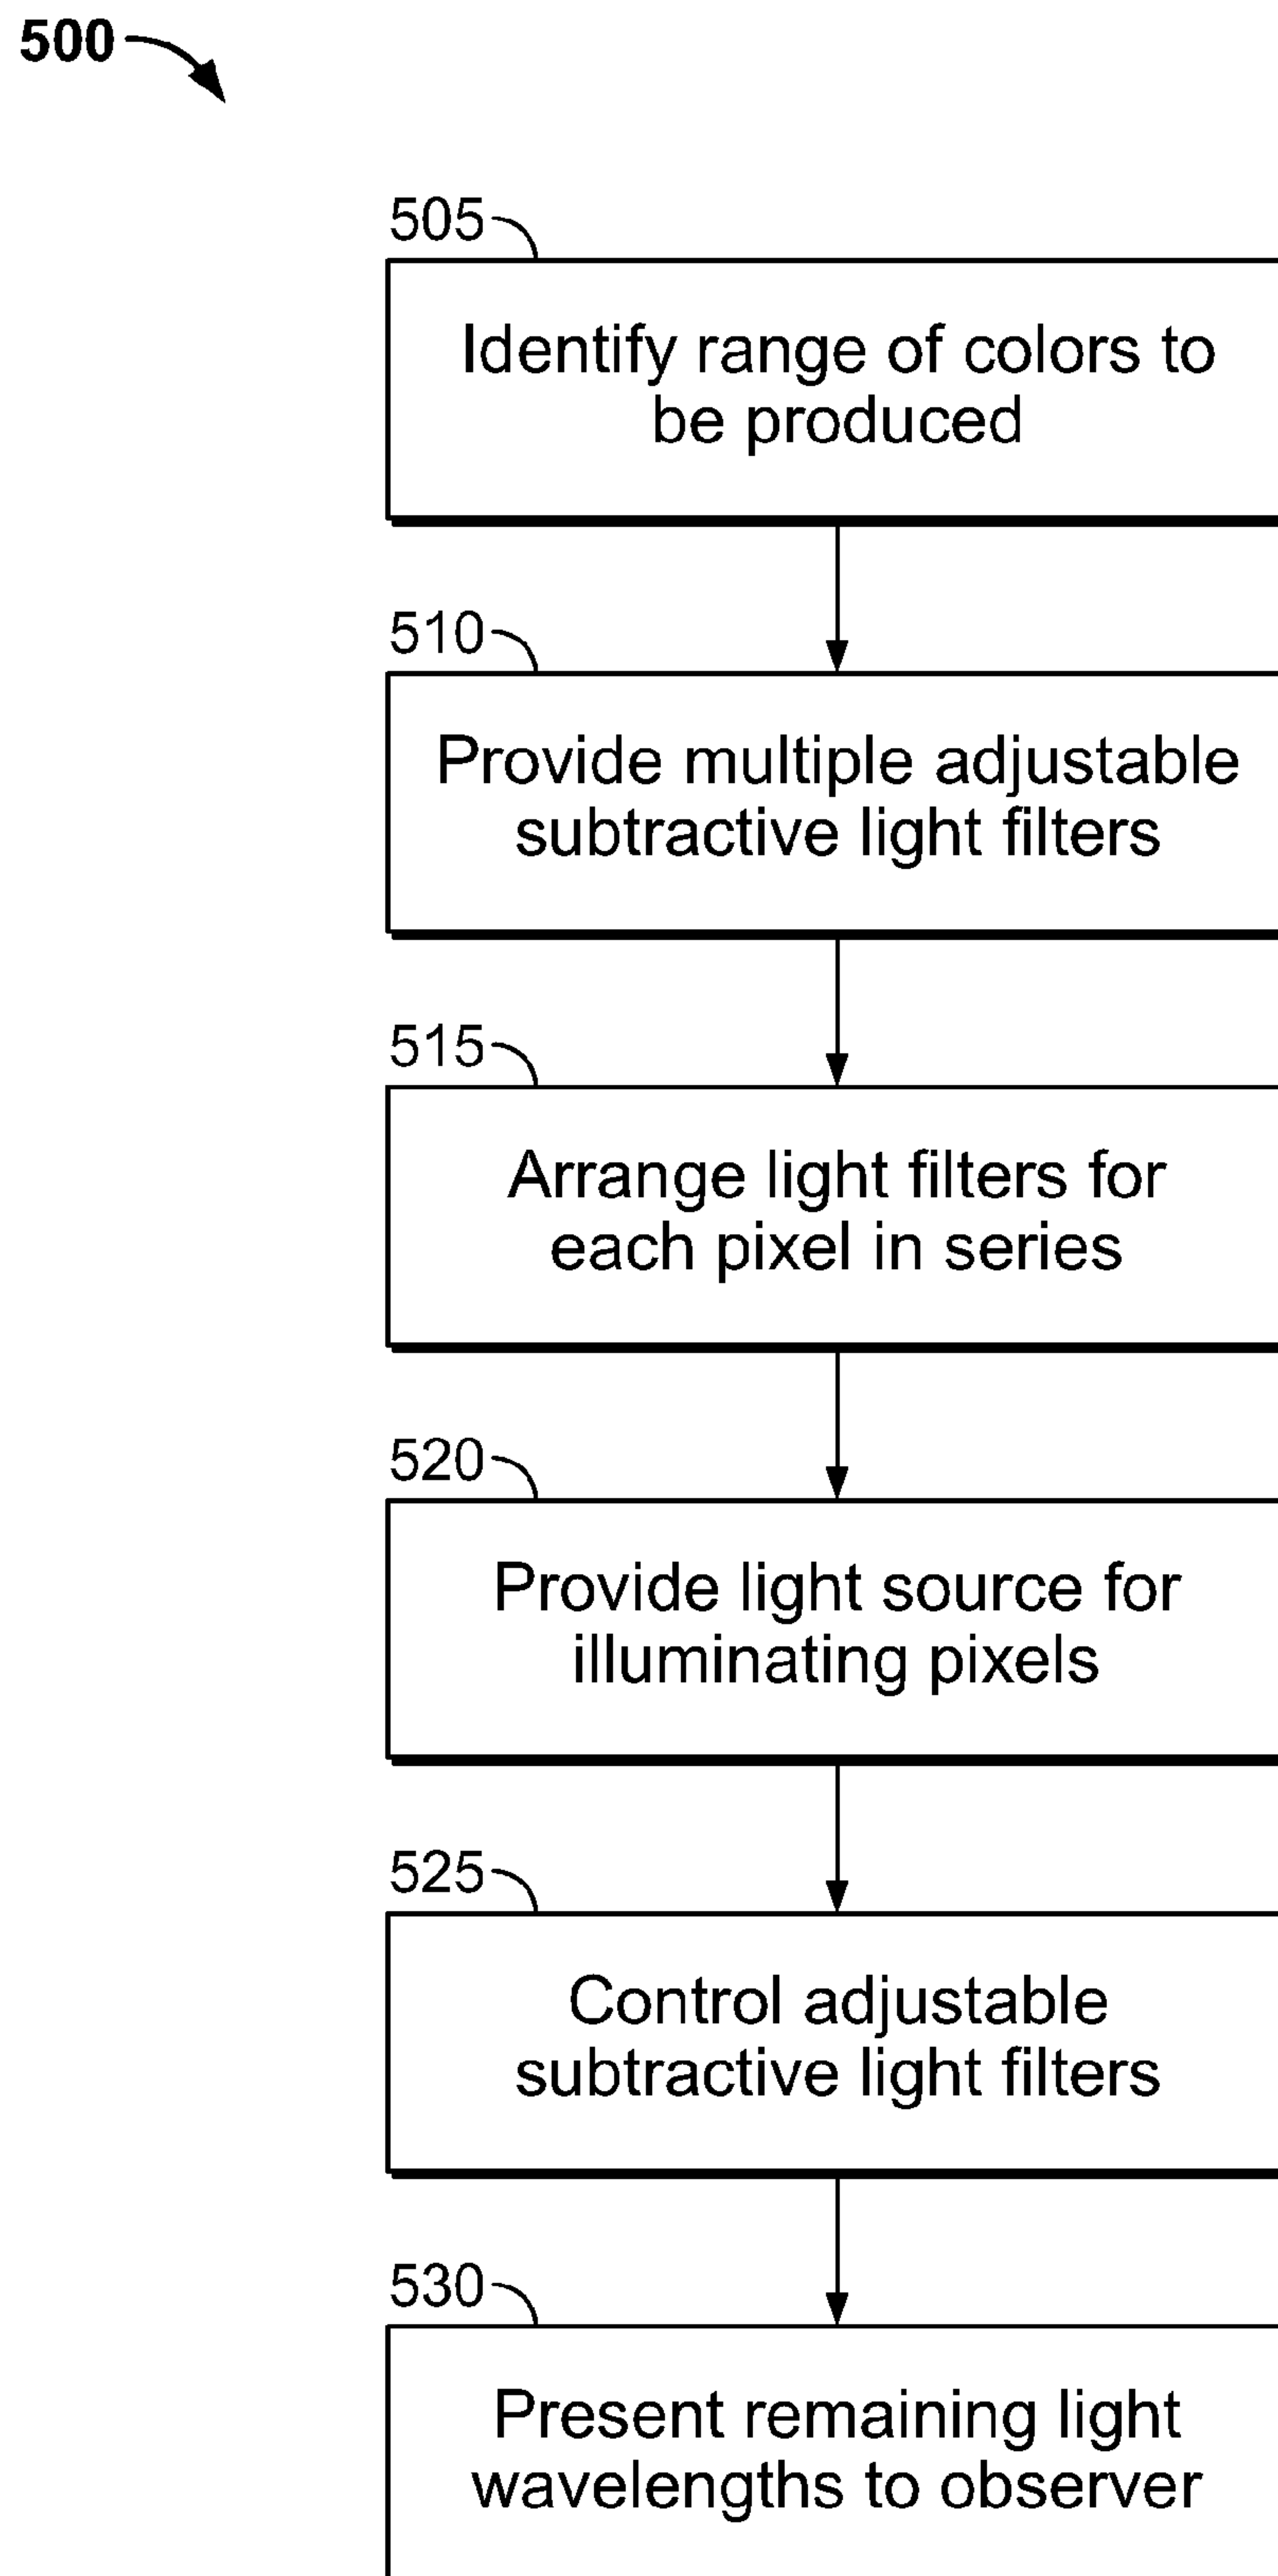 500
505
Identify range of colors to
be produced
510
Provide multiple adjustable
subtractive light filters
515
Arrange light filters for
each pixel in series
520
Provide light source for
illuminating pixels
525
Control adjustable
subtractive light filters
530
Present remaining light
wavelengths to observer